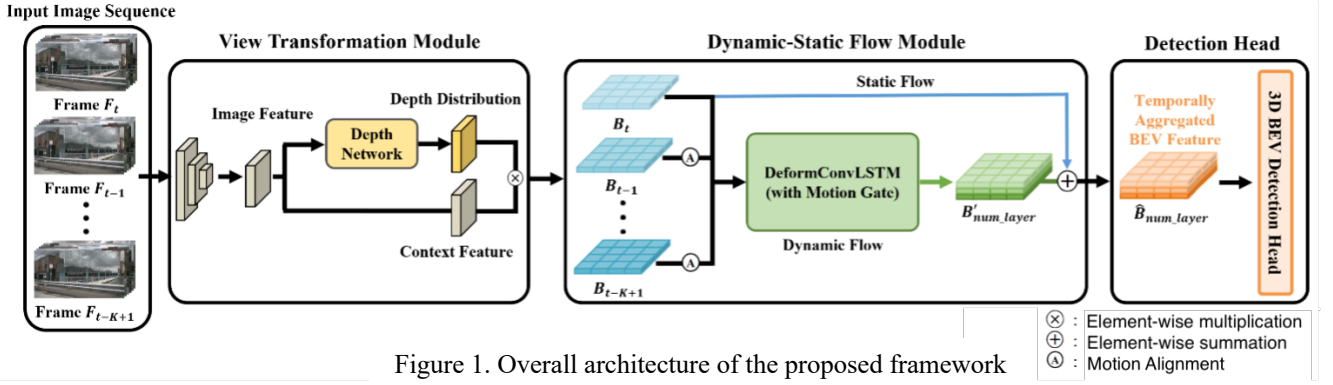 Input Image Sequence
Frame F_t
Frame F_{t-1}
Frame F_{t-K+1}
View Transformation Module
Image Feature
Depth Distribution
Depth
Network
Context Feature
Dynamic-Static Flow Module
Static Flow
B_t
B_{t-1}
B_{t-K+1}
A
A
DeformConvLSTM
(with Motion Gate)
Dynamic Flow
B'_{num_layer}
Detection Head
Temporally
Aggregated
BEV Feature
B̂_{num_layer}
3D BEV Detection Head
⊗ : Element-wise multiplication
⊕ : Element-wise summation
Ⓐ : Motion Alignment
Figure 1. Overall architecture of the proposed framework